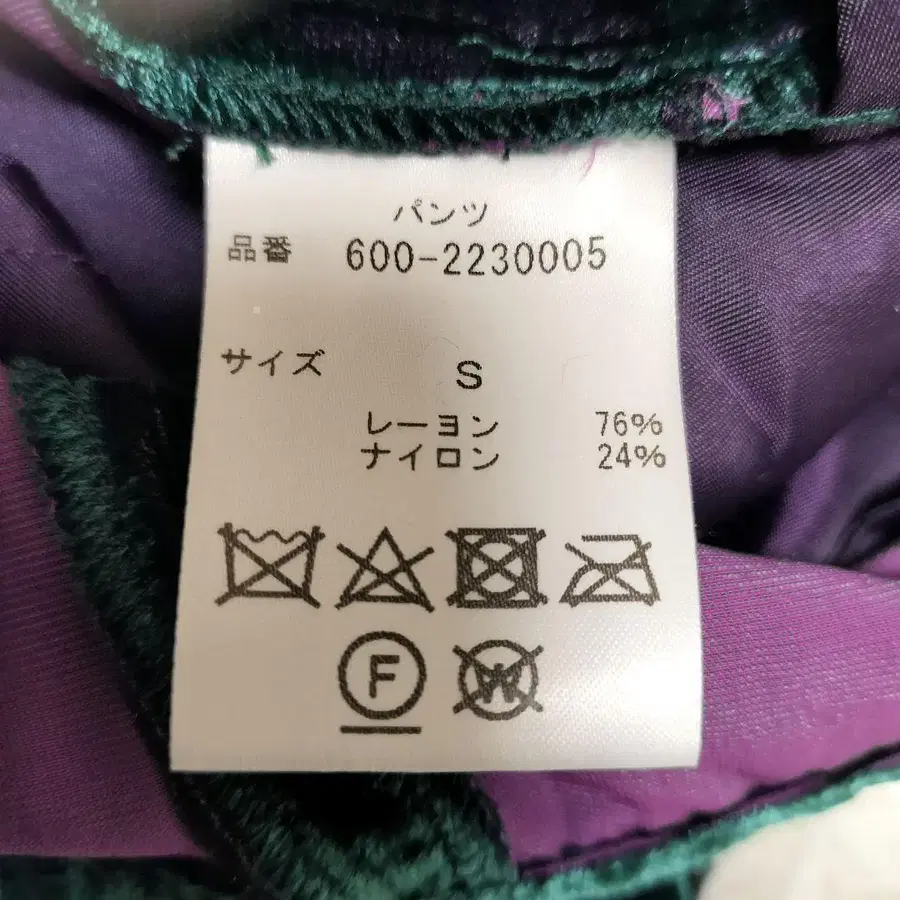 パンツ
品番 600-2230005
サイズ S
レーヨン 76%
ナイロン 24%
F W